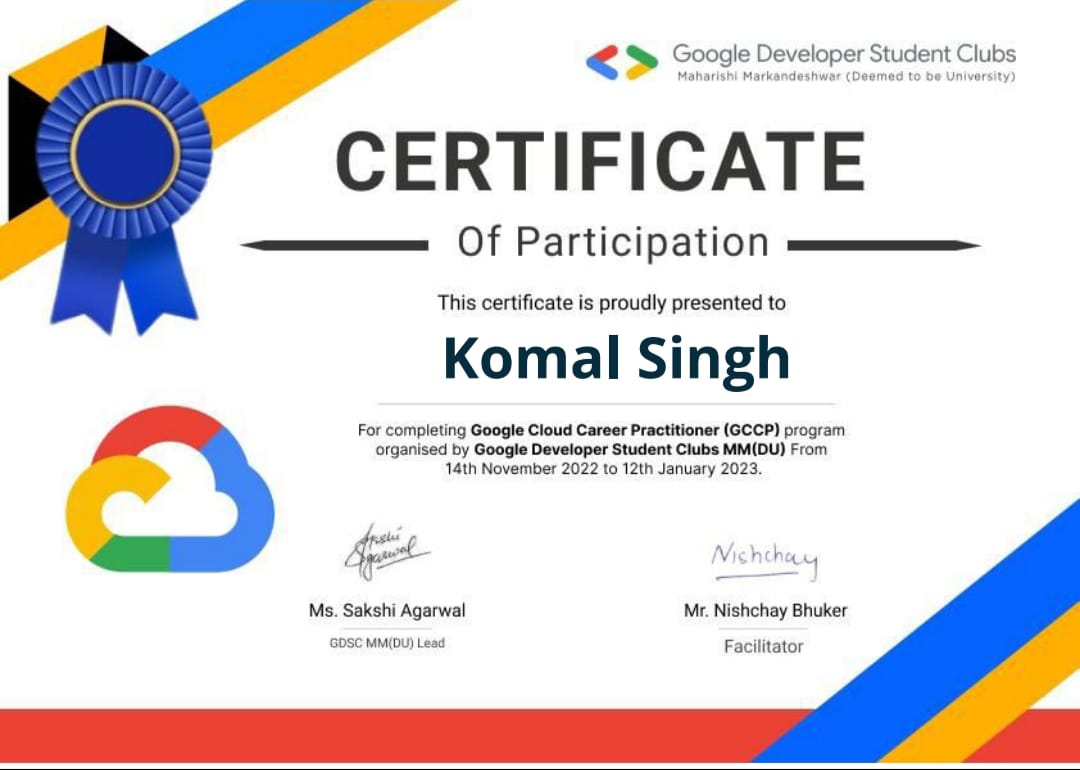 Google Developer Student Clubs
Maharishi Markandeshwar (Deemed to be University)
CERTIFICATE
Of Participation
This certificate is proudly presented to
Komal Singh
For completing Google Cloud Career Practitioner (GCCP) program
organised by Google Developer Student Clubs MM(DU) From
14th November 2022 to 12th January 2023.
Agarwal
Nishchay
Ms. Sakshi Agarwal
Mr. Nishchay Bhuker
GDSC MM(DU) Lead
Facilitator